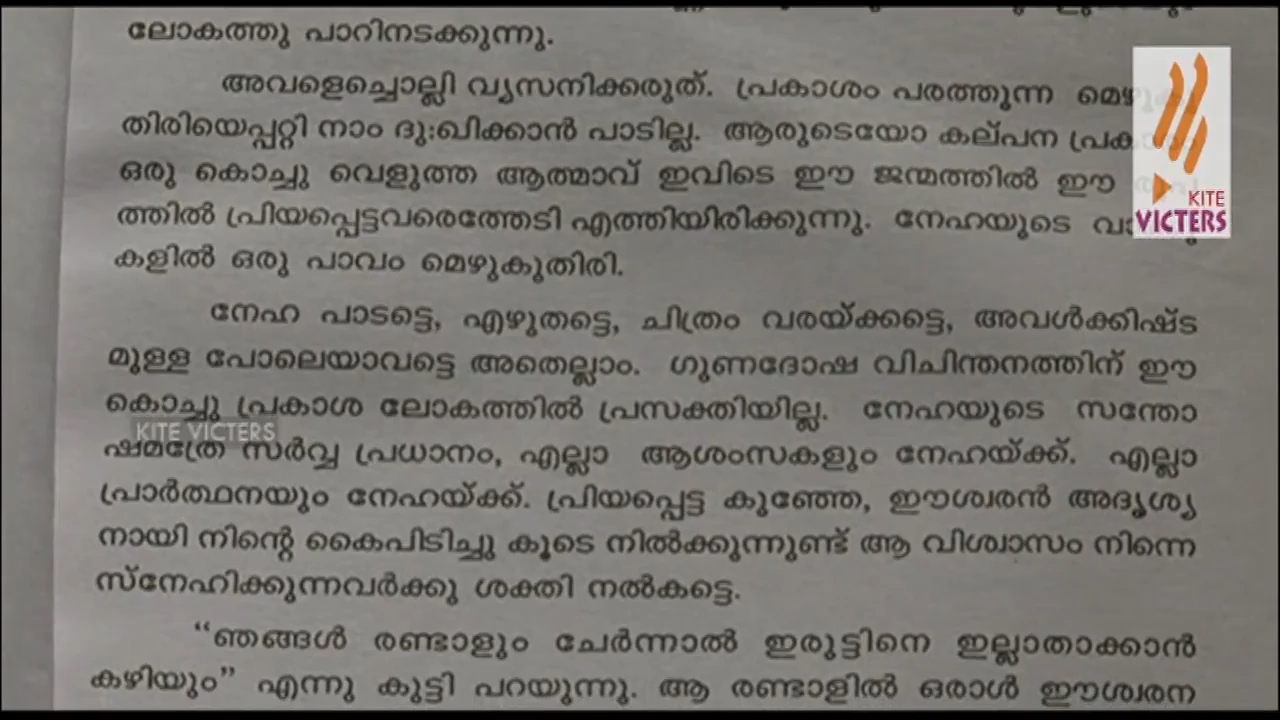 ലോകത്തു പാറിനടക്കുന്നു.
അവളെച്ചൊല്ലി വ്യസനിക്കരുത്. പ്രകാശം പരത്തുന്ന
തിരിയെപ്പറ്റി നാം ദുഃഖിക്കാൻ പാടില്ല. ആരുടെയോ കല്പന
ഒരു കൊച്ചു വെളുത്ത ആത്മാവ് ഇവിടെ ഈ ജന്മത്തിൽ ഈ
ത്തിൽ പ്രിയപ്പെട്ടവരെത്തേടി എത്തിയിരിക്കുന്നു. നേഹയുടെ
കളിൽ ഒരു പാവം മെഴുകുതിരി.
നേഹ പാടട്ടെ, എഴുതട്ടെ, ചിത്രം വരയ്ക്കട്ടെ, അവൾക്കിഷ്ട
മുള്ള പോലെയാവട്ടെ അതെല്ലാം. ഗുണദോഷ വിചിന്തനത്തിന് ഈ
കൊച്ചു പ്രകാശ ലോകത്തിൽ പ്രസക്തിയില്ല. നേഹയുടെ സന്തോ
ഷമത്രേ സർവ്വ പ്രധാനം, എല്ലാ ആശംസകളും നേഹയ്ക്ക്. എല്ലാ
പ്രാർത്ഥനയും നേഹയ്ക്ക്. പ്രിയപ്പെട്ട കുഞ്ഞേ, ഈശ്വരൻ അദൃശ്യ
നായി നിന്റെ കൈപിടിച്ചു കൂടെ നിൽക്കുന്നുണ്ട് ആ വിശ്വാസം നിന്നെ
സ്നേഹിക്കുന്നവർക്കു ശക്തി നൽകട്ടെ.
“ഞങ്ങൾ രണ്ടാളും ചേർന്നാൽ ഇരുട്ടിനെ ഇല്ലാതാക്കാൻ
കഴിയും” എന്നു കുട്ടി പറയുന്നു. ആ രണ്ടാളിൽ ഒരാൾ ഈശ്വരന
KITE
VICTERS
KITE VICTERS